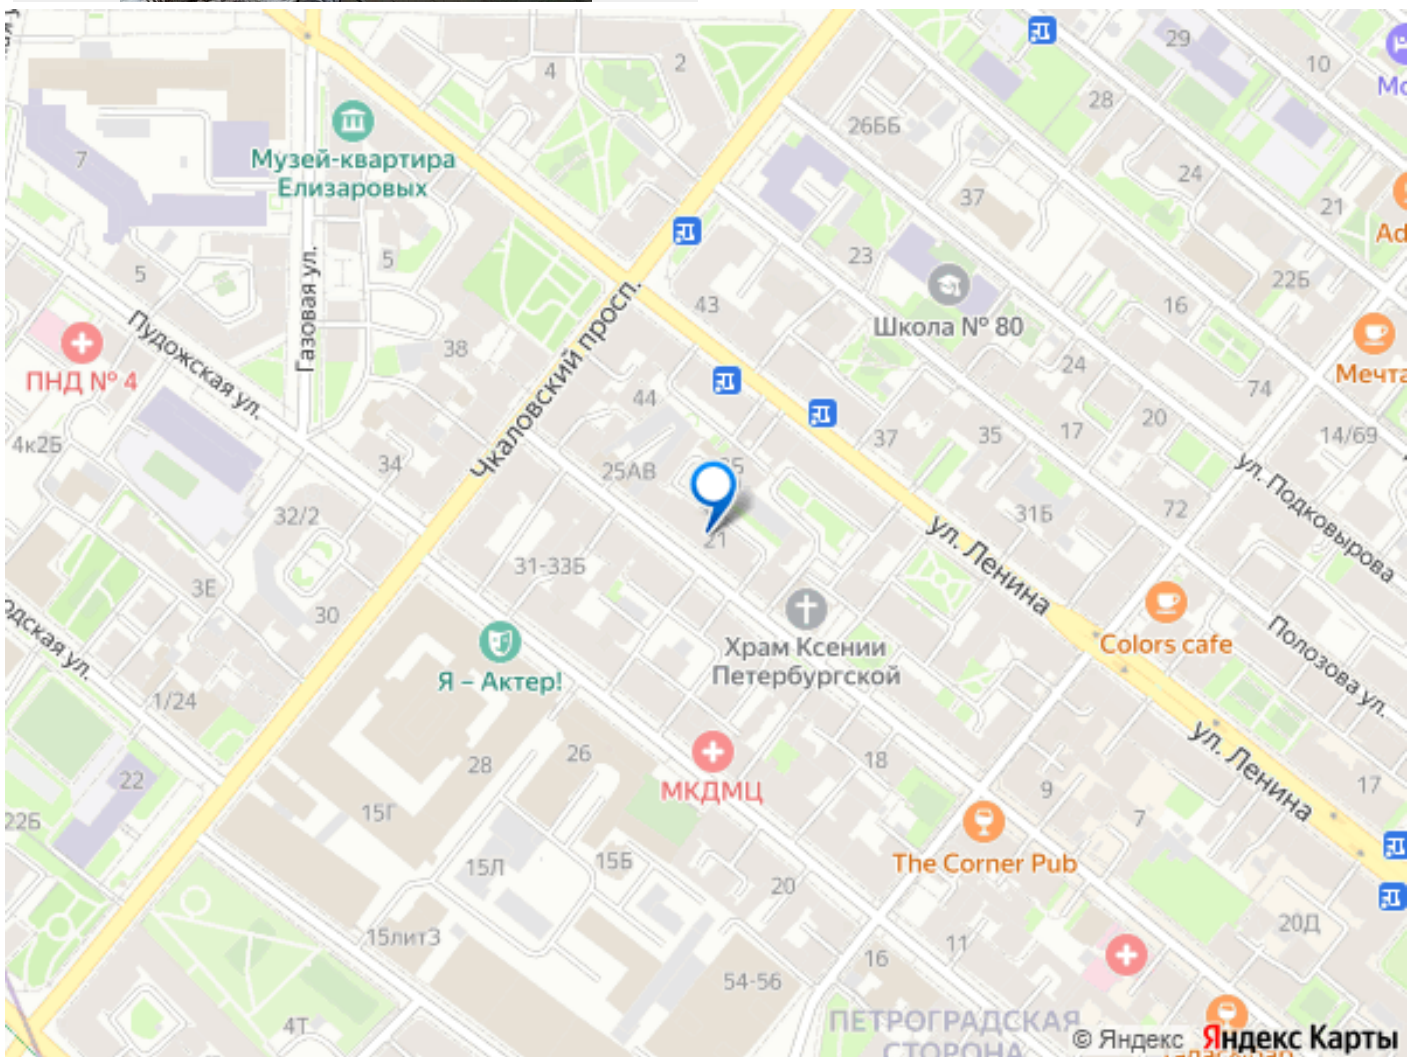 29
2
4
10
Мо
28
26ББ
Музей-квартира
Елизаровых
7
24
37
21
Ad
5
5
23
22Б
Газовая ул.
16
43
Школа № 80
Пудожская ул.
38
24
ПНД № 4
Мечта
Чкаловский просп.
44
74
20
17
14/69
37
35
4к2Б
34
25АВ
ул. Подковырова
72
31Б
32/2
21
ул. Ленина
31-33Б
3Е
30
Colors cafe
Храм Ксении
Петербургской
одская ул.
Я – Актер!
Полозова ул.
1/24
ул. Ленина
26
28
18
22
17
9
МКДМЦ
7
15Г
22Б
The Corner Pub
15Б
15Л
20
20Д
15лит3
11
16
54-56
4Т
ПЕТРОГРАДСКАЯ
СТОРОНА
© Яндекс Яндекс Карты